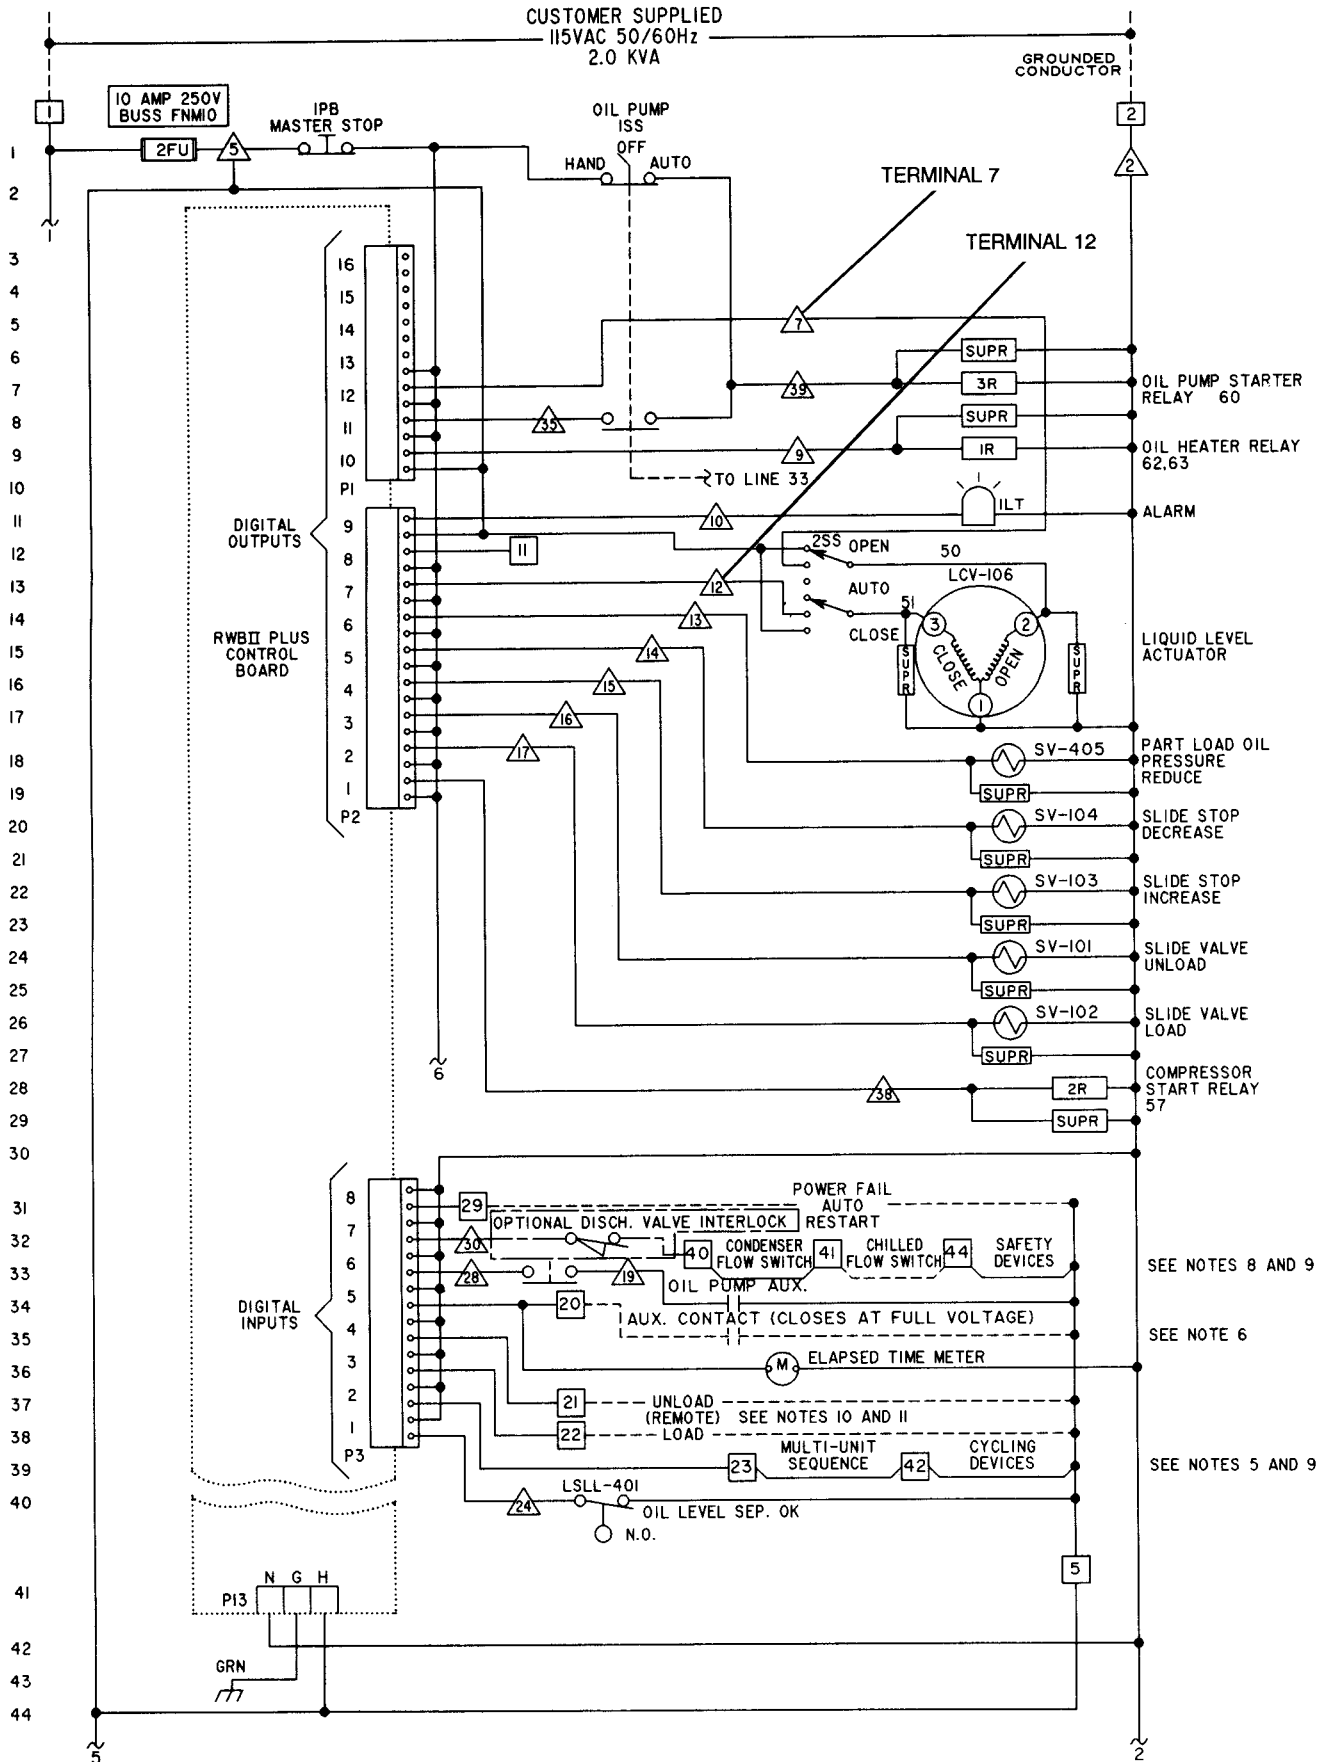 CUSTOMER SUPPLIED
115VAC 50/60Hz
2.0 KVA
GROUNDED
CONDUCTOR
1
2
10 AMP 250V
BUSS FNM10
1PB
MASTER STOP
OIL PUMP
1SS
OFF
HAND AUTO
1
2FU
5
2
2
TERMINAL 7
TERMINAL 12
3
16
4
15
5
14
7
6
13
SUPR
7
12
39
3R
OIL PUMP STARTER
RELAY 60
8
11
35
SUPR
9
10
9
1R
OIL HEATER RELAY
62,63
10
P1
TO LINE 33
11
DIGITAL
OUTPUTS
9
10
1LT
ALARM
12
8
11
2SS OPEN
50
13
7
12
AUTO
LCV-106
14
6
13
CLOSE
51
3
2
SUPR
CLOSE
OPEN
1
SUPR
15
RWBII PLUS
CONTROL
BOARD
5
14
LIQUID LEVEL
ACTUATOR
16
4
15
17
3
16
18
2
17
SV-405
PART LOAD OIL
PRESSURE
REDUCE
19
1
SUPR
P2
20
SV-104
SLIDE STOP
DECREASE
21
SUPR
22
SV-103
SLIDE STOP
INCREASE
23
SUPR
24
SV-101
SLIDE VALVE
UNLOAD
25
SUPR
26
SV-102
SLIDE VALVE
LOAD
27
SUPR
6
28
38
2R
COMPRESSOR
START RELAY
57
29
SUPR
30
31
8
29
POWER FAIL
AUTO
RESTART
32
7
30
OPTIONAL DISCH. VALVE INTERLOCK
40
CONDENSER
FLOW SWITCH
41
CHILLED
FLOW SWITCH
44
SAFETY
DEVICES
33
6
28
19
OIL PUMP AUX.
SEE NOTES 8 AND 9
34
DIGITAL
INPUTS
5
20
AUX. CONTACT (CLOSES AT FULL VOLTAGE)
35
4
SEE NOTE 6
36
3
M
ELAPSED TIME METER
37
2
21
UNLOAD
(REMOTE) SEE NOTES 10 AND 11
38
1
22
LOAD
P3
39
23
MULTI-UNIT
SEQUENCE
42
CYCLING
DEVICES
SEE NOTES 5 AND 9
40
24
LSLL-401
OIL LEVEL SEP. OK
N.O.
5
41
P13
N G H
42
43
GRN
44
5
2